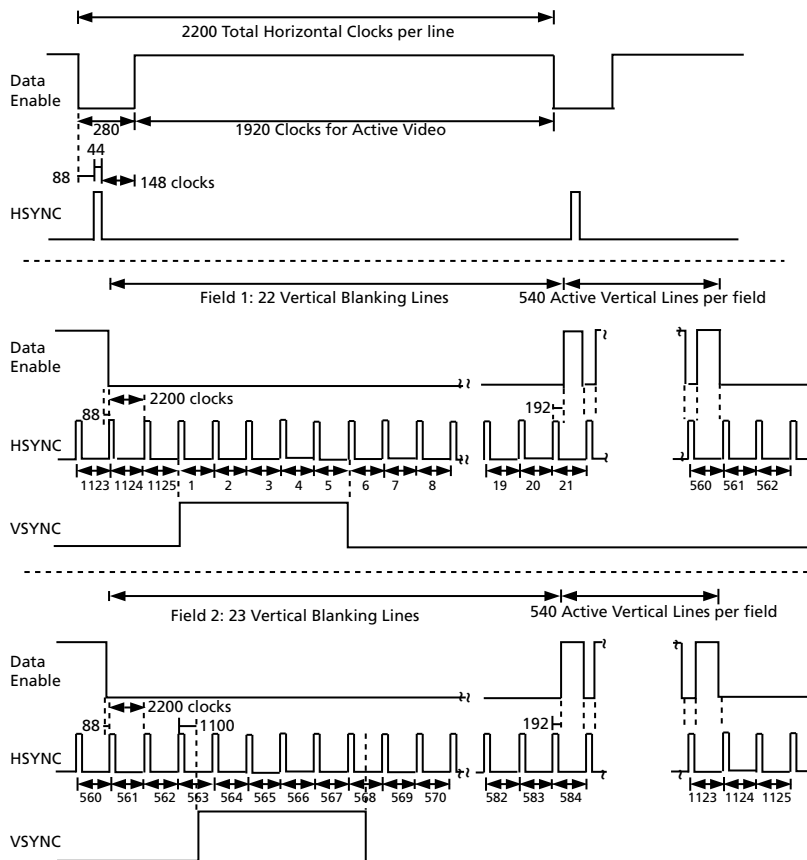 2200 Total Horizontal Clocks per line
Data
Enable
280
1920 Clocks for Active Video
44
88
148 clocks
HSYNC
Field 1: 22 Vertical Blanking Lines
540 Active Vertical Lines per field
Data
Enable
2200 clocks
88
192
HSYNC
1123 1124 1125 1 2 3 4 5 6 7 8 19 20 21 560 561 562
VSYNC
Field 2: 23 Vertical Blanking Lines
540 Active Vertical Lines per field
Data
Enable
2200 clocks
88
1100
192
HSYNC
560 561 562 563 564 565 566 567 568 569 570 582 583 584 1123 1124 1125
VSYNC